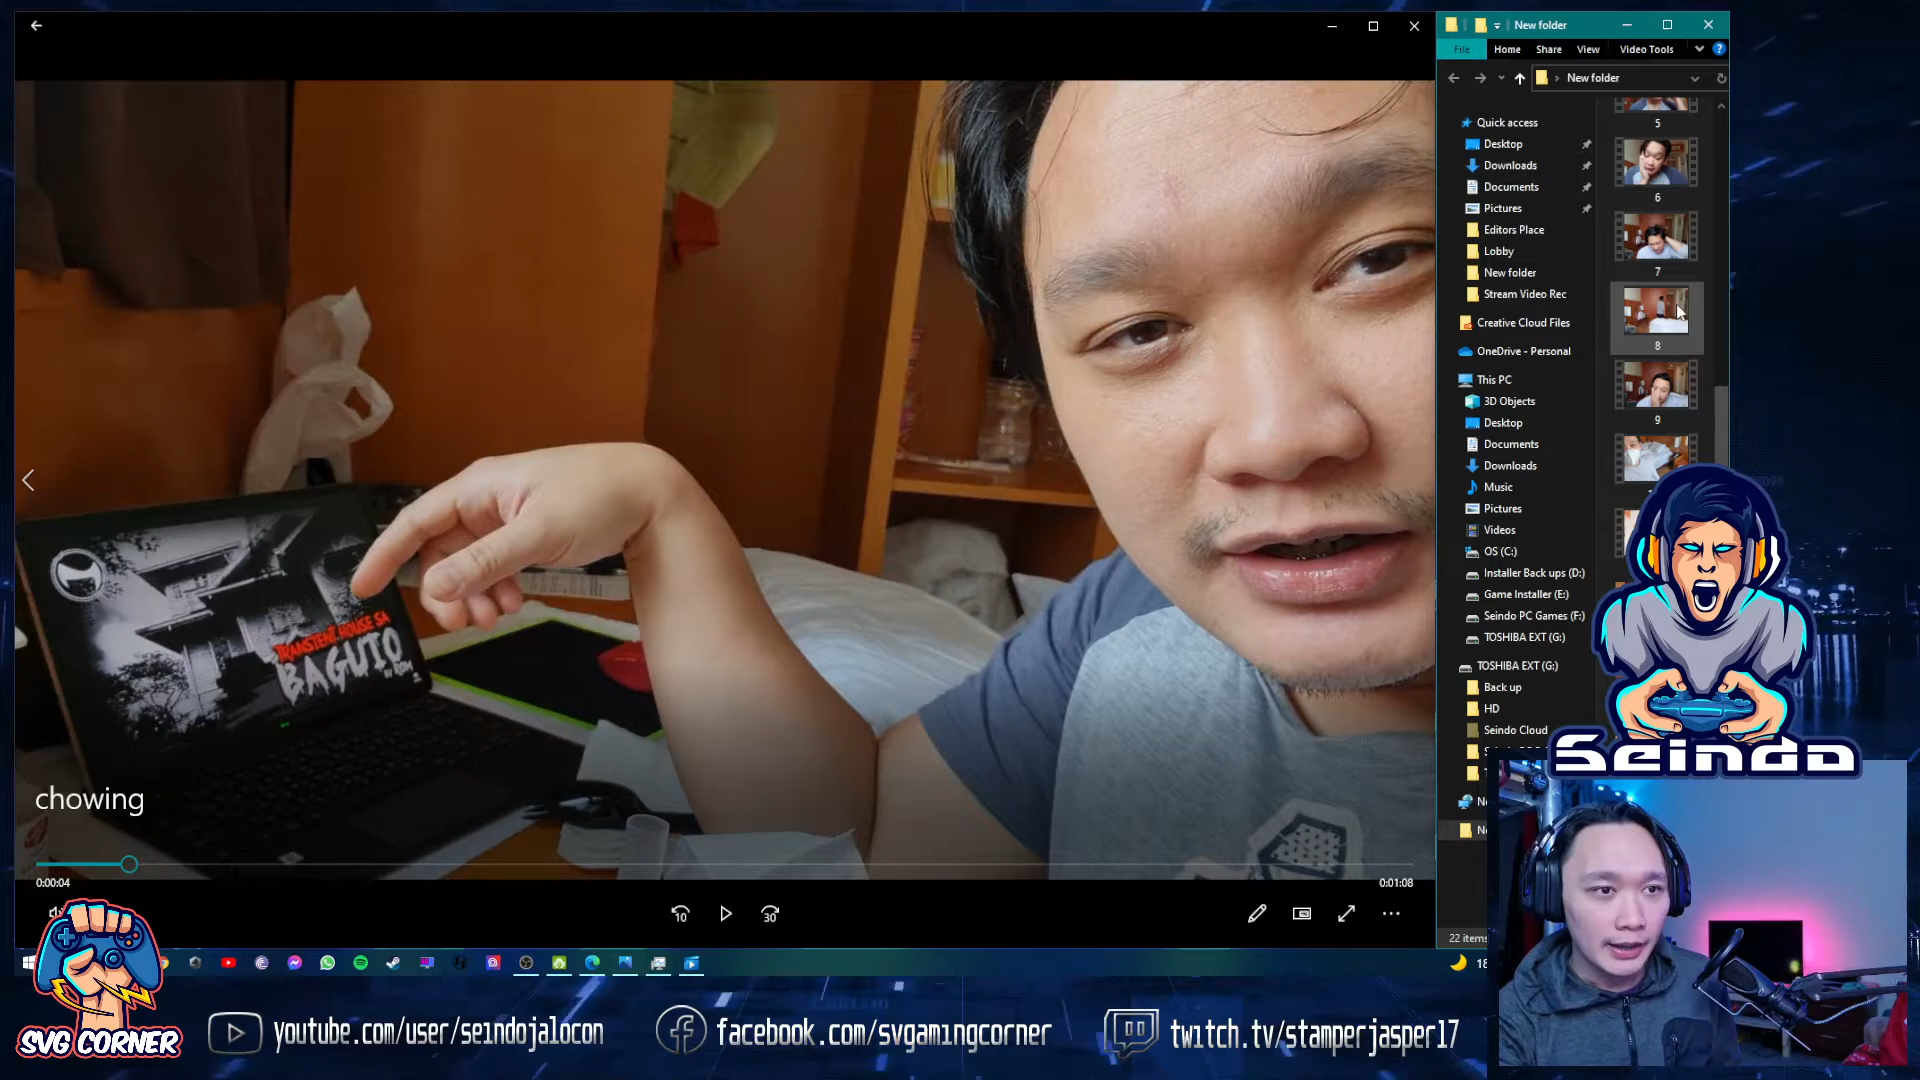 New folder
File Home Share View Video Tools
New folder
Quick access
Desktop
Downloads
Documents
Pictures
Editors Place
Lobby
New folder
Stream Video Rec
Creative Cloud Files
OneDrive - Personal
This PC
3D Objects
Desktop
Documents
Downloads
Music
Pictures
Videos
OS (C:)
Installer Back ups (D:)
Game Installer (E:)
Seindo PC Games (F:)
TOSHIBA EXT (G:)
TOSHIBA EXT (G:)
Back up
HD
Seindo Cloud
5
6
7
8
9
22 items
TRANSIENT HOUSE SA
BAGUIO
chowing
0:00:04
0:01:08
10
30
Seindo
SVG CORNER
youtube.com/user/seindojalocon
facebook.com/svgamingcorner
twitch.tv/stamperjasper17